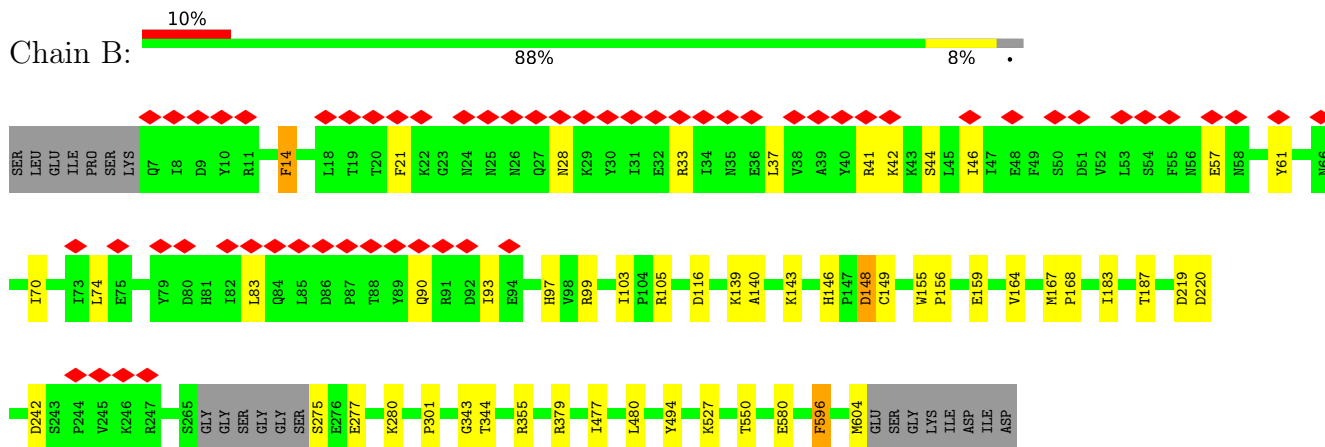 10%
Chain B:
88% 8% •
SER LEU GLU ILE PRO SER LYS Q7 I8 D9 Y10 R11 F14 L18 T19 T20 F21 K22 G23 N24 N25 N26 Q27 N28 K29 Y30 I31 E32 R33 I34 N35 E36 L37 V38 A39 Y40 R41 K42 K43 S44 L45 I46 I47 E48 F49 S50 D51 V52 L53 S54 F55 N56 E57 N58 Y61 N66
I70 I73 L74 E75 Y79 D80 H81 I82 L83 Q84 L85 D86 P87 T88 Y89 Q90 R91 D92 I93 E94 H97 V98 R99 I103 P104 R105 D116 K139 A140 K143 H146 P147 D148 C149 W155 P156 E159 V164 M167 P168 I183 T187 D219 D220
D242 S243 P244 V245 K246 R247 S265 GLY GLY SER GLY GLY SER S275 E276 E277 K280 P301 G343 T344 R355 R379 I477 L480 Y494 K527 T550 E580 F596 M604 GLU SER GLY LYS ILE ASP ILE ASP